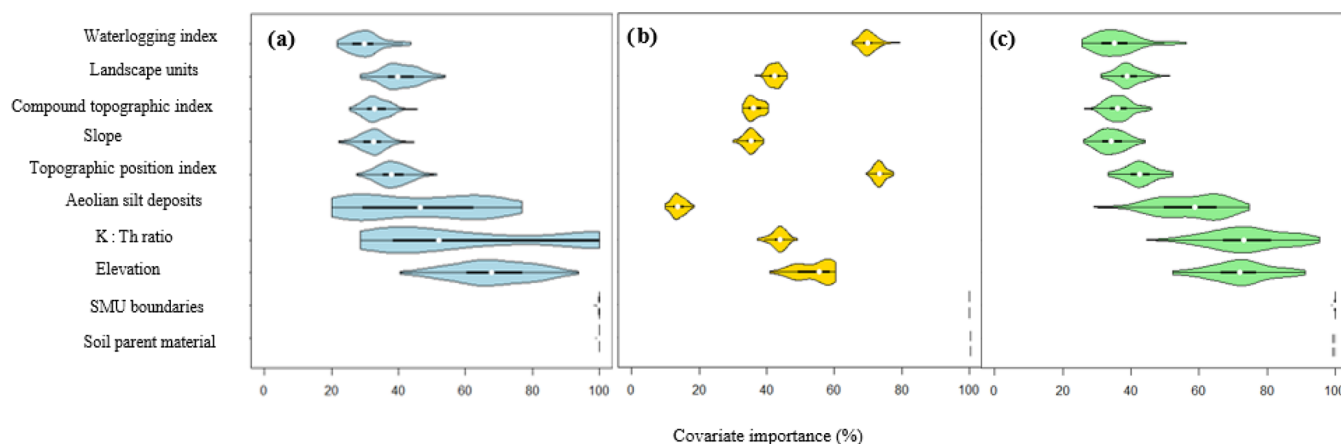 (a) (b) (c)
Waterlogging index
Landscape units
Compound topographic index
Slope
Topographic position index
Aeolian silt deposits
K : Th ratio
Elevation
SMU boundaries
Soil parent material
0 20 40 60 80 100 0 20 40 60 80 100 0 20 40 60 80 100
Covariate importance (%)